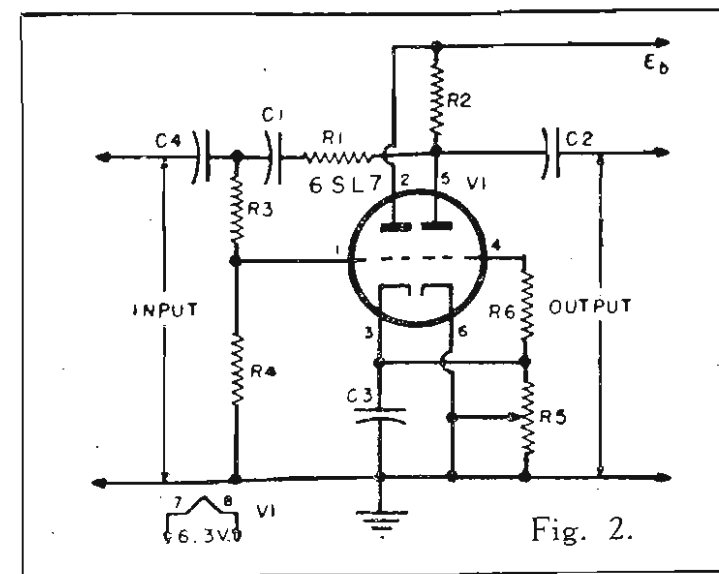 E b
R2
C4 C1 R1 C2
6SL7 2 5 V1
R3
1 4
INPUT R6 OUTPUT
3 6
R4 C3 R5
7 8 V1
6.3V.
Fig. 2.